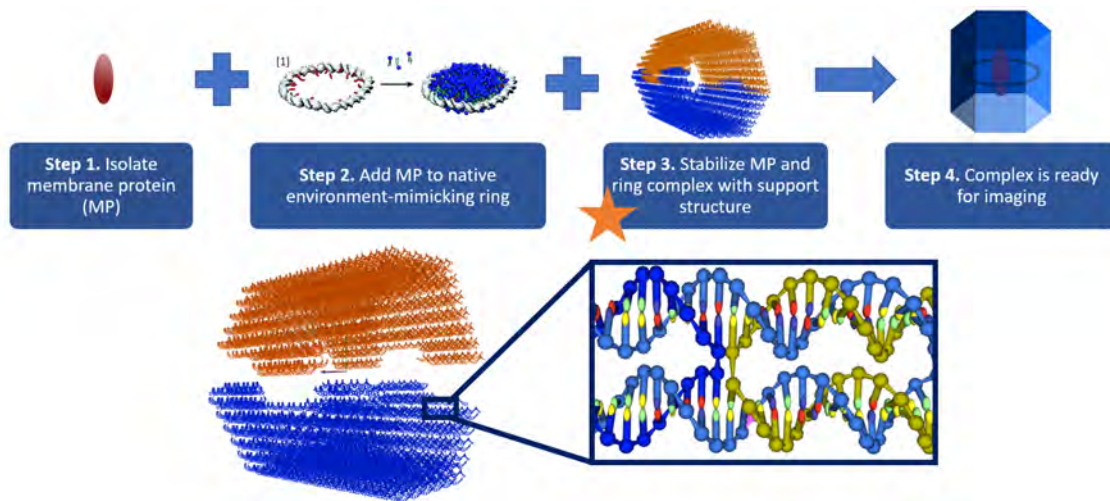 [1]
Step 1. Isolate
membrane protein
(MP)
Step 2. Add MP to native
environment-mimicking ring
Step 3. Stabilize MP and
ring complex with support
structure
Step 4. Complex is ready
for imaging